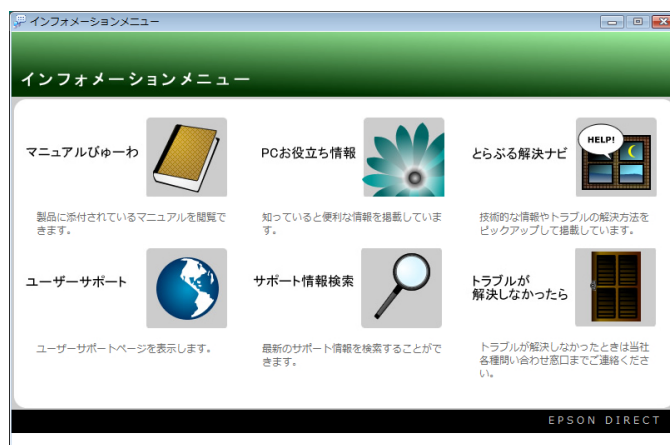 インフォメーションメニュー
インフォメーションメニュー
マニュアルびゅーわ
製品に添付されているマニュアルを閲覧で
きます。
PCお役立ち情報
知っていると便利な情報を掲載していま
す。
とらぶる解決ナビ
HELP!
技術的な情報やトラブルの解決方法を
ピックアップして掲載しています。
ユーザーサポート
ユーザーサポートページを表示します。
サポート情報検索
最新のサポート情報を検索することがで
きます。
トラブルが
解決しなかったら
トラブルが解決しなかったときは当社
各種問い合わせ窓口までご連絡くださ
い。
EPSON DIRECT